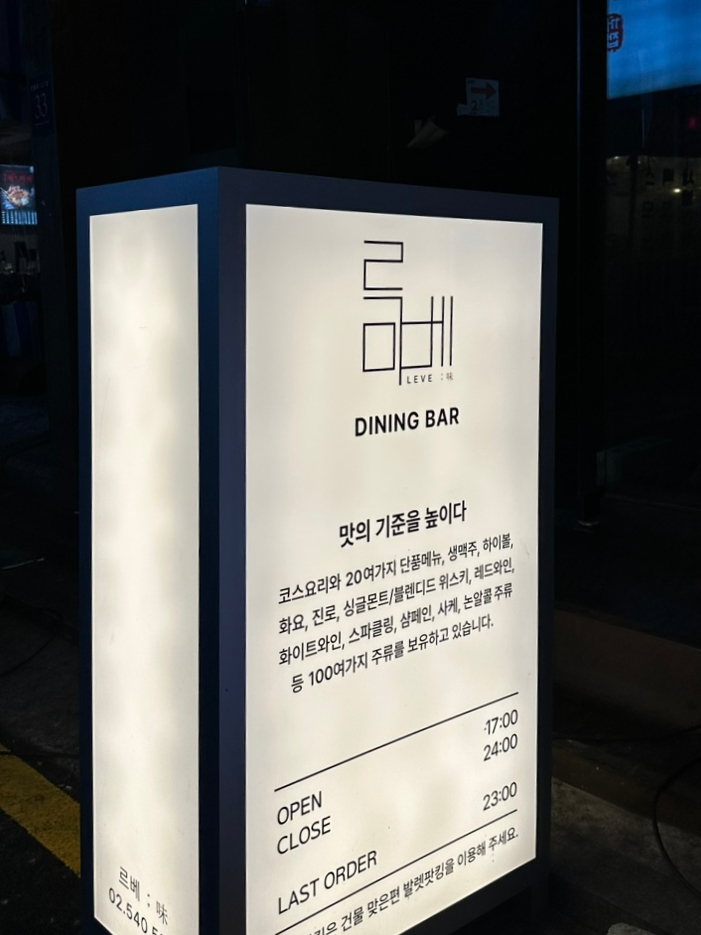 르베
LEVE : 味
DINING BAR
맛의 기준을 높이다
코스요리와 20여가지 단품메뉴, 생맥주, 하이볼,
화요, 진로, 싱글몬트/블렌디드 위스키, 레드와인,
화이트와인, 스파클링, 샴페인, 사케, 논알콜 주류
등 100여가지 주류를 보유하고 있습니다.
OPEN 17:00
CLOSE 24:00
LAST ORDER 23:00
건물 맞은편 발렛팟킹을 이용해 주세요.
르베 : 味
02.540
33